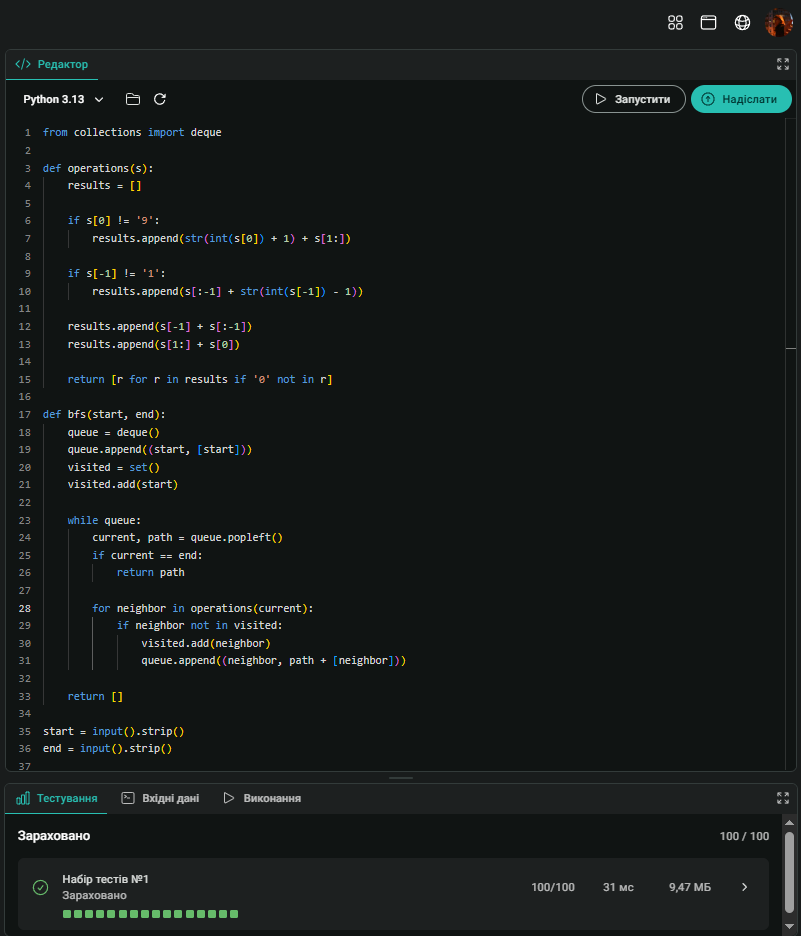 </> Редактор
Python 3.13
Запустити
Надіслати
1 from collections import deque
2
3 def operations(s):
4     results = []
5
6     if s[0] != '9':
7         results.append(str(int(s[0]) + 1) + s[1:])
8
9     if s[-1] != '1':
10         results.append(s[:-1] + str(int(s[-1]) - 1))
11
12     results.append(s[-1] + s[:-1])
13     results.append(s[1:] + s[0])
14
15     return [r for r in results if '0' not in r]
16
17 def bfs(start, end):
18     queue = deque()
19     queue.append((start, [start]))
20     visited = set()
21     visited.add(start)
22
23     while queue:
24         current, path = queue.popleft()
25         if current == end:
26             return path
27
28         for neighbor in operations(current):
29             if neighbor not in visited:
30                 visited.add(neighbor)
31                 queue.append((neighbor, path + [neighbor]))
32
33     return []
34
35 start = input().strip()
36 end = input().strip()
37
Тестування
Вхідні дані
Виконання
Зараховано
100 / 100
Набір тестів №1
Зараховано
100/100
31 мс
9,47 МБ